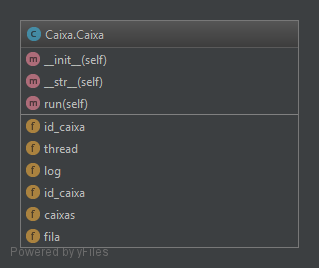 C Caixa.Caixa
m __init__(self)
m __str__(self)
m run(self)
f id_caixa
f thread
f log
f id_caixa
f caixas
f fila
Powered by yFiles